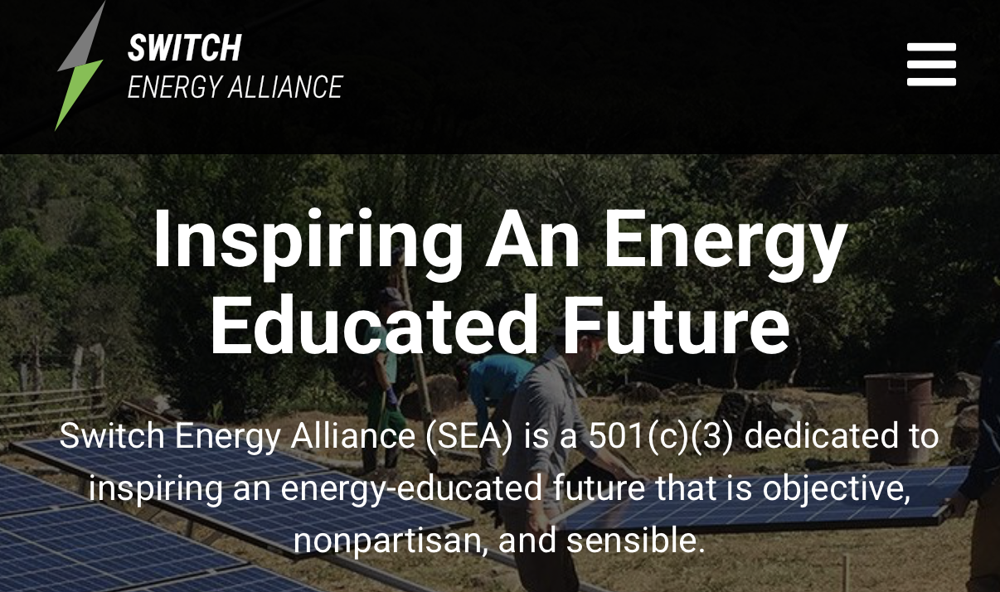 SWITCH
ENERGY ALLIANCE
Inspiring An Energy
Educated Future
Switch Energy Alliance (SEA) is a 501(c)(3) dedicated to
inspiring an energy-educated future that is objective,
nonpartisan, and sensible.